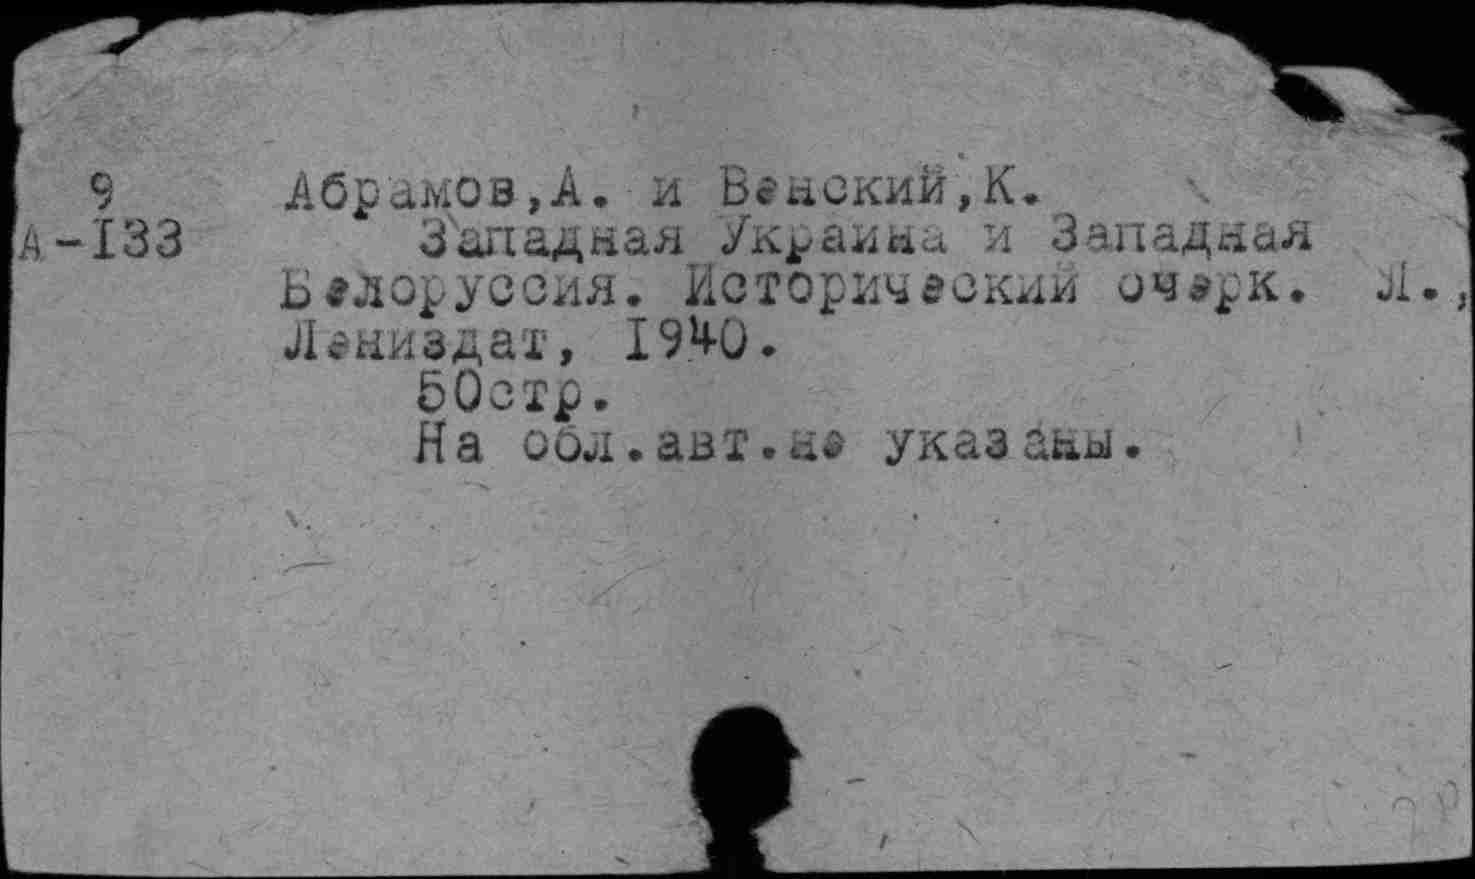 9 Абрамов,А. и Венский,К.
А-133 Западная Украина и Западная
Белоруссия. Исторический очерк. Л.,
Лениздат, 1940.
50стр.
На обл.авт.не указаны.